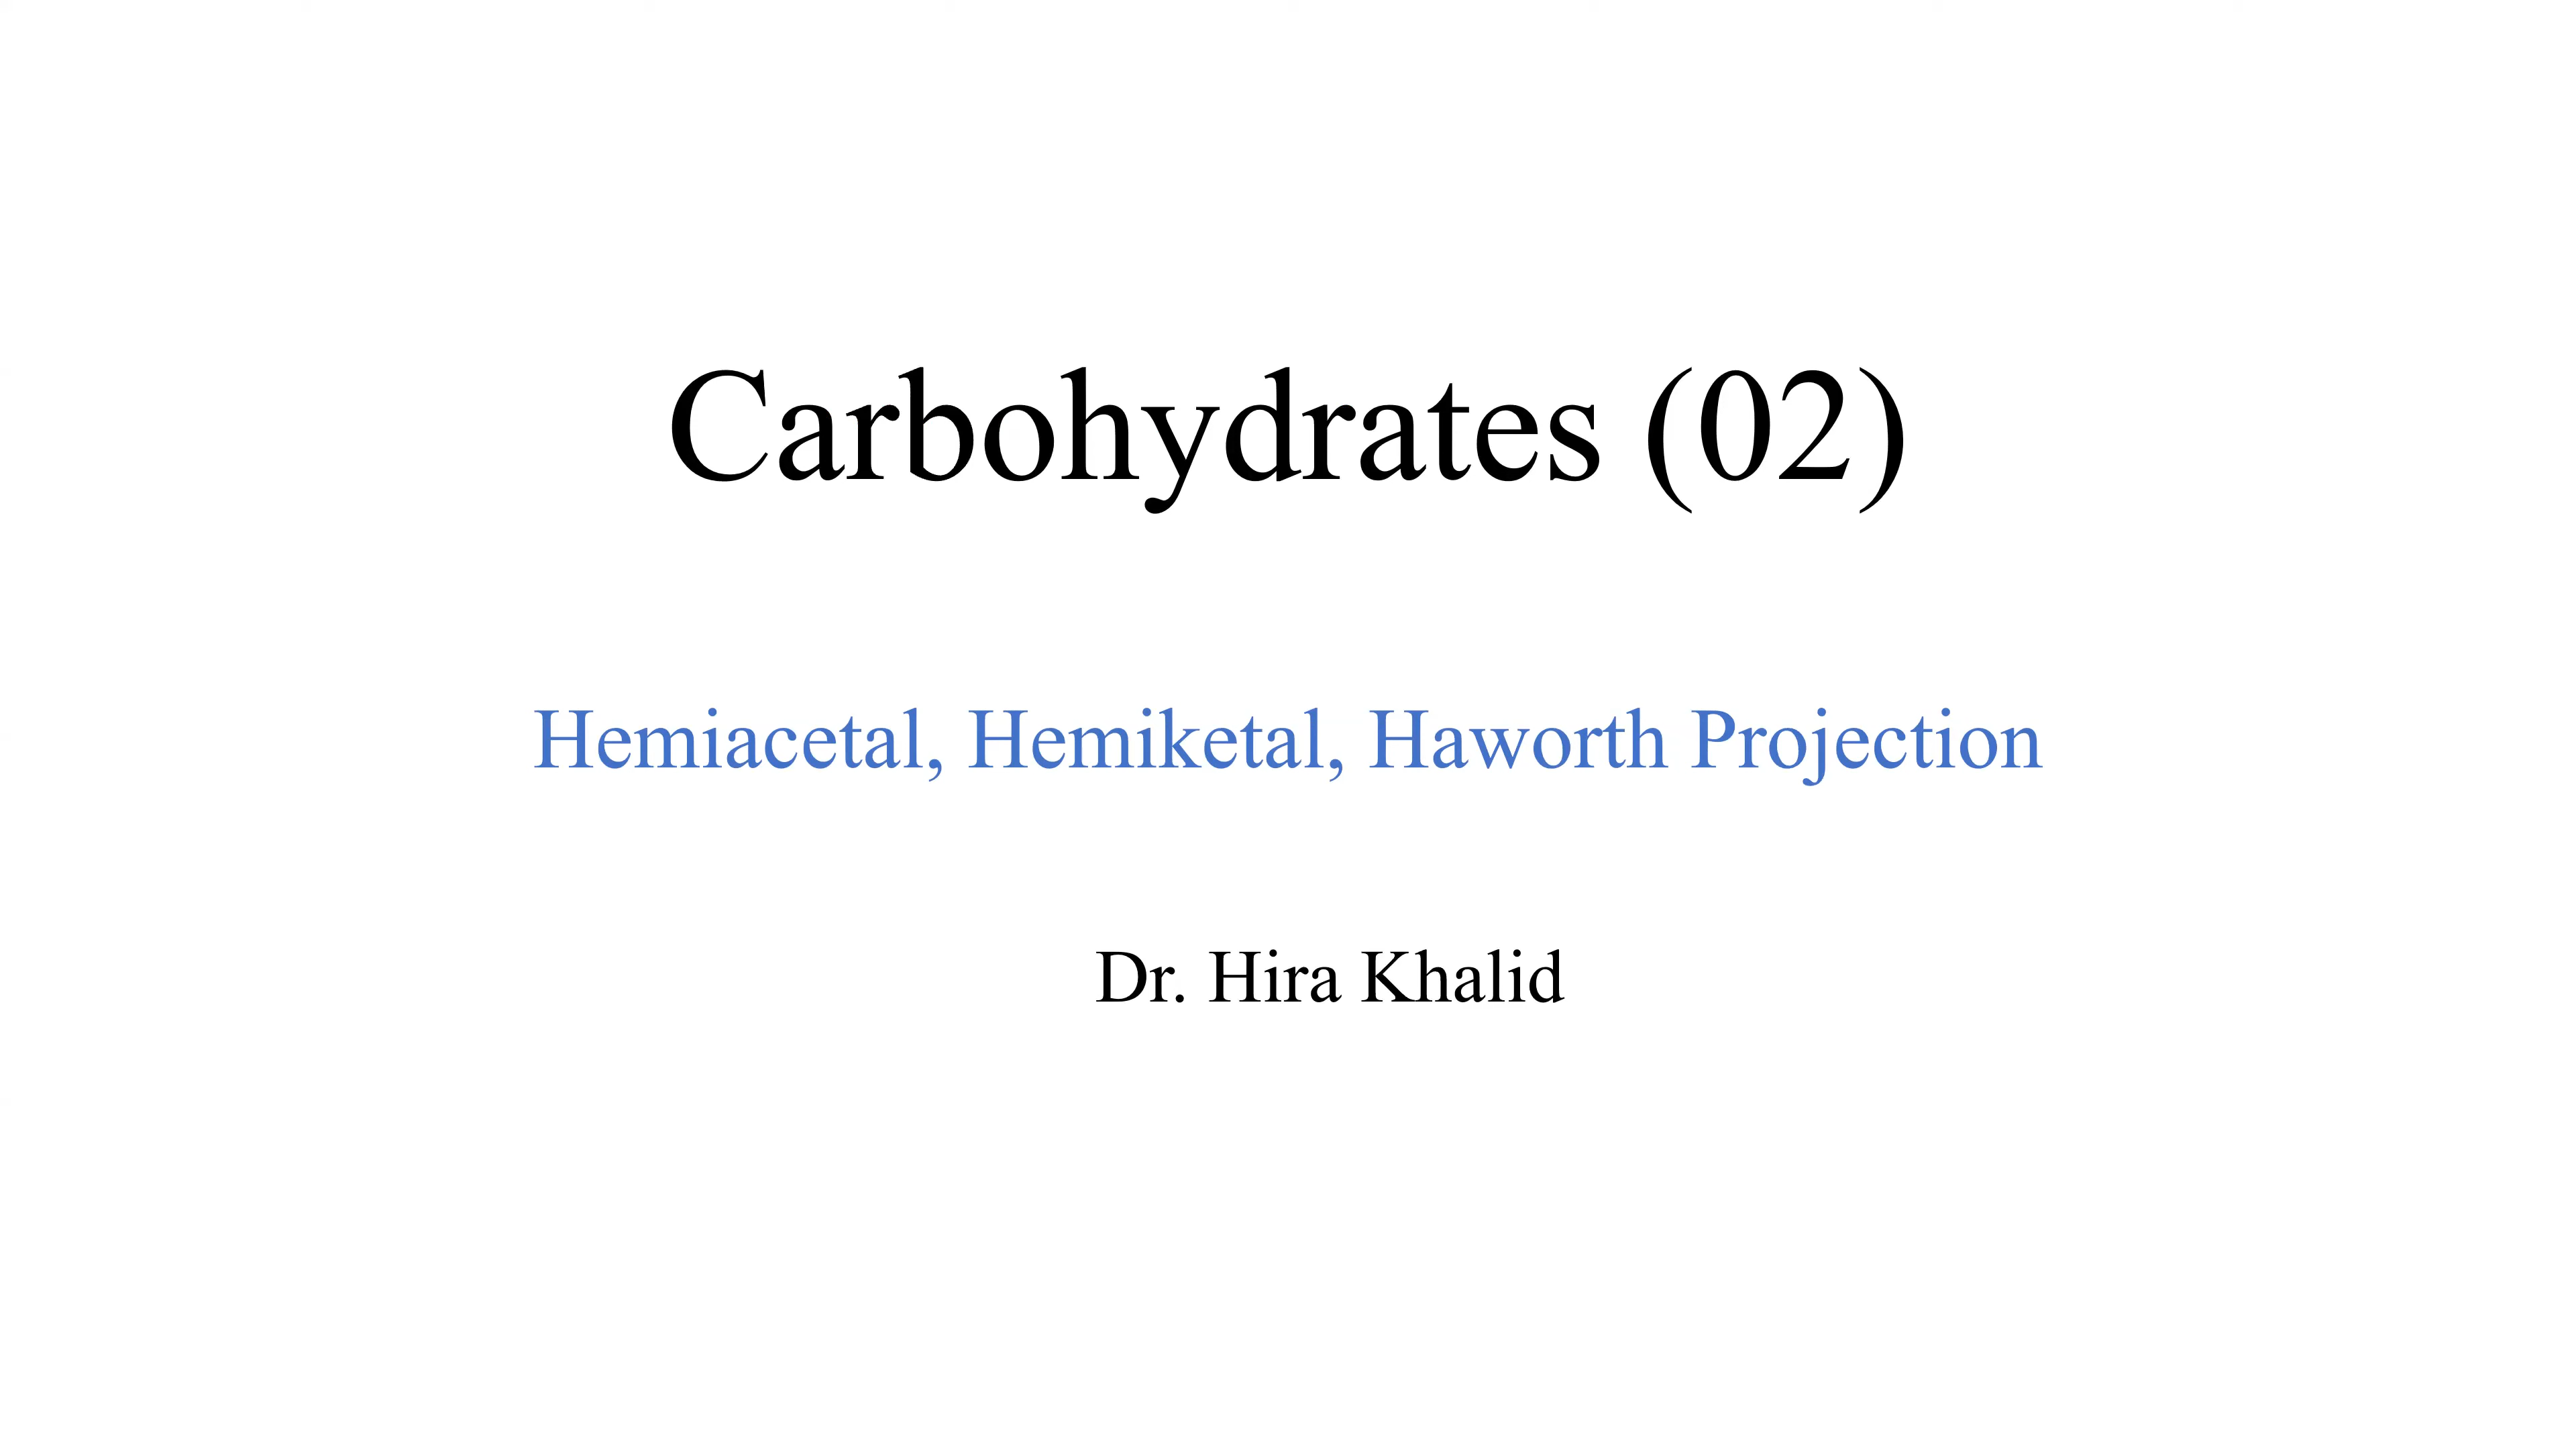 Carbohydrates (02)
Hemiacetal, Hemiketal, Haworth Projection
Dr. Hira Khalid